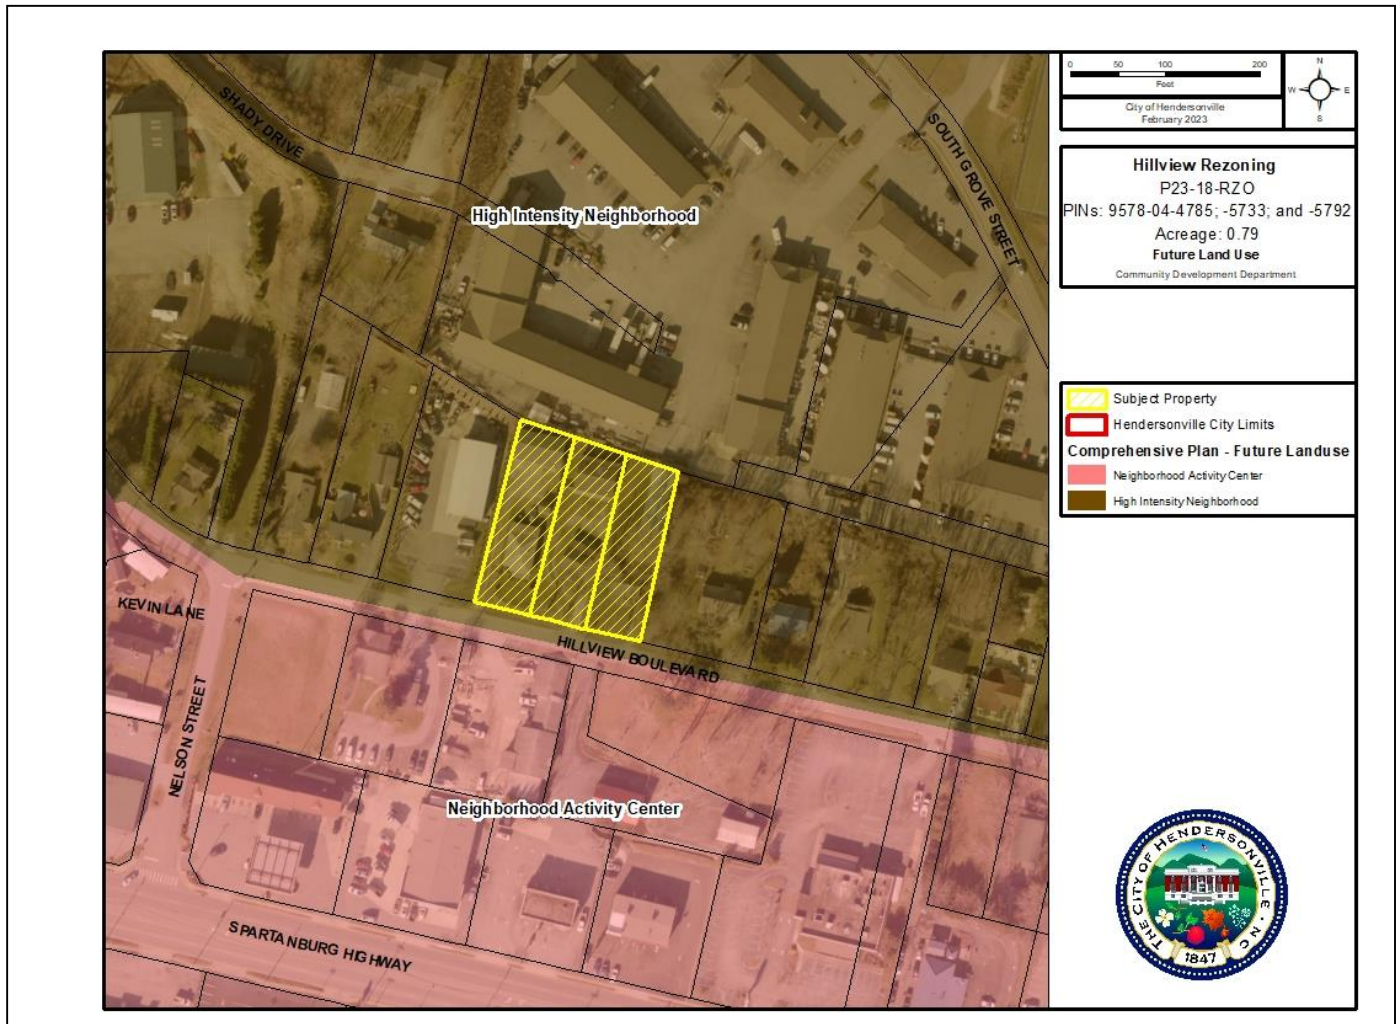 0 50 100 200
Feet
City of Hendersonville
February 2023
N
W E
S
Hillview Rezoning
P23-18-RZO
PINs: 9578-04-4785; -5733; and -5792
Acreage: 0.79
Future Land Use
Community Development Department
Subject Property
Hendersonville City Limits
Comprehensive Plan - Future Landuse
Neighborhood Activity Center
High Intensity Neighborhood
SHADY DRIVE
SOUTH GROVE STREET
High Intensity Neighborhood
KEVIN LANE
HILLVIEW BOULEVARD
NELSON STREET
Neighborhood Activity Center
SPARTANBURG HIGHWAY
THE CITY OF HENDERSONVILLE · NC
1847